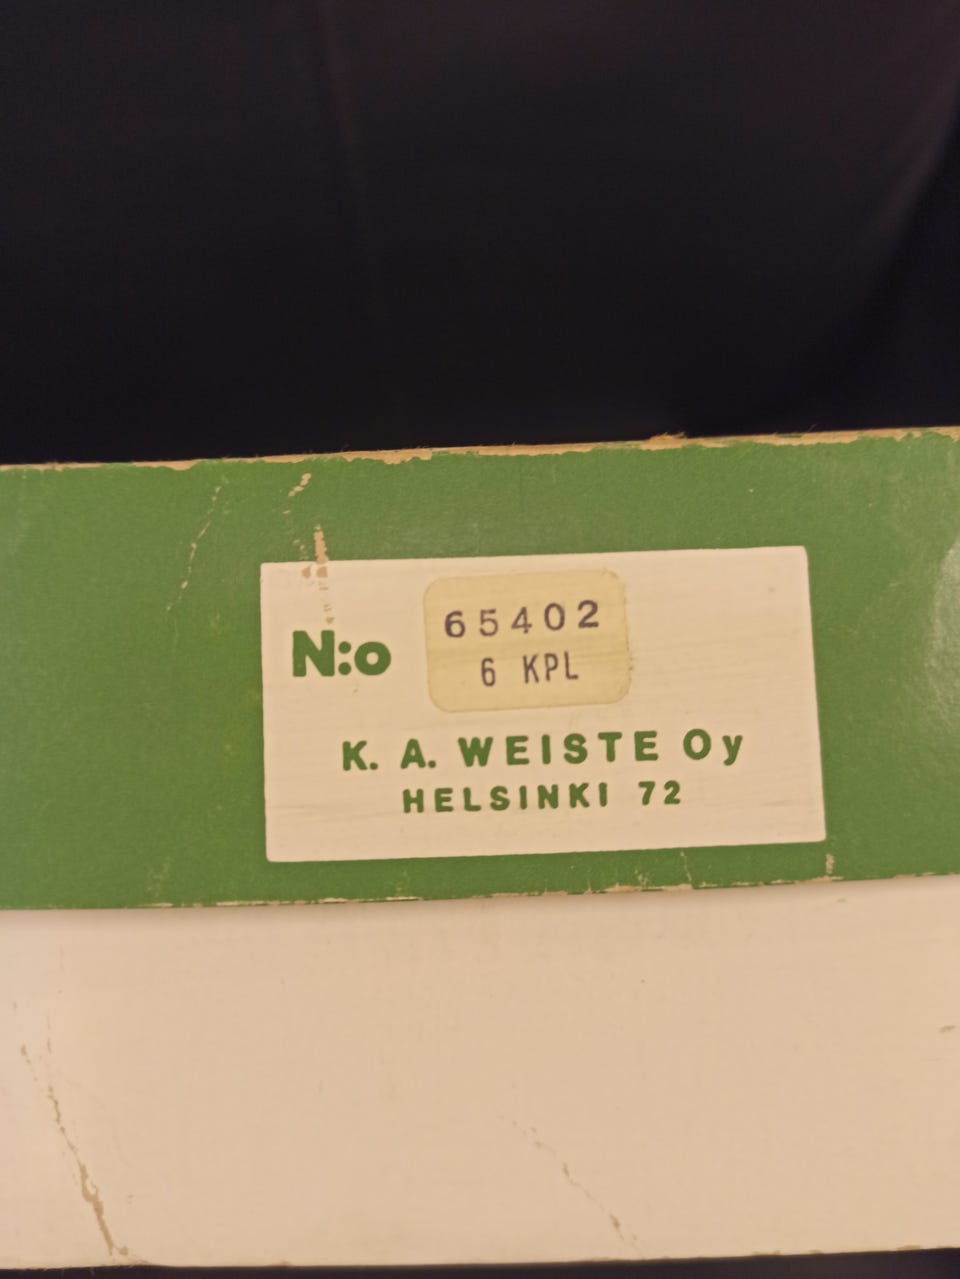 N:o 65402
6 KPL
K. A. WEISTE Oy
HELSINKI 72